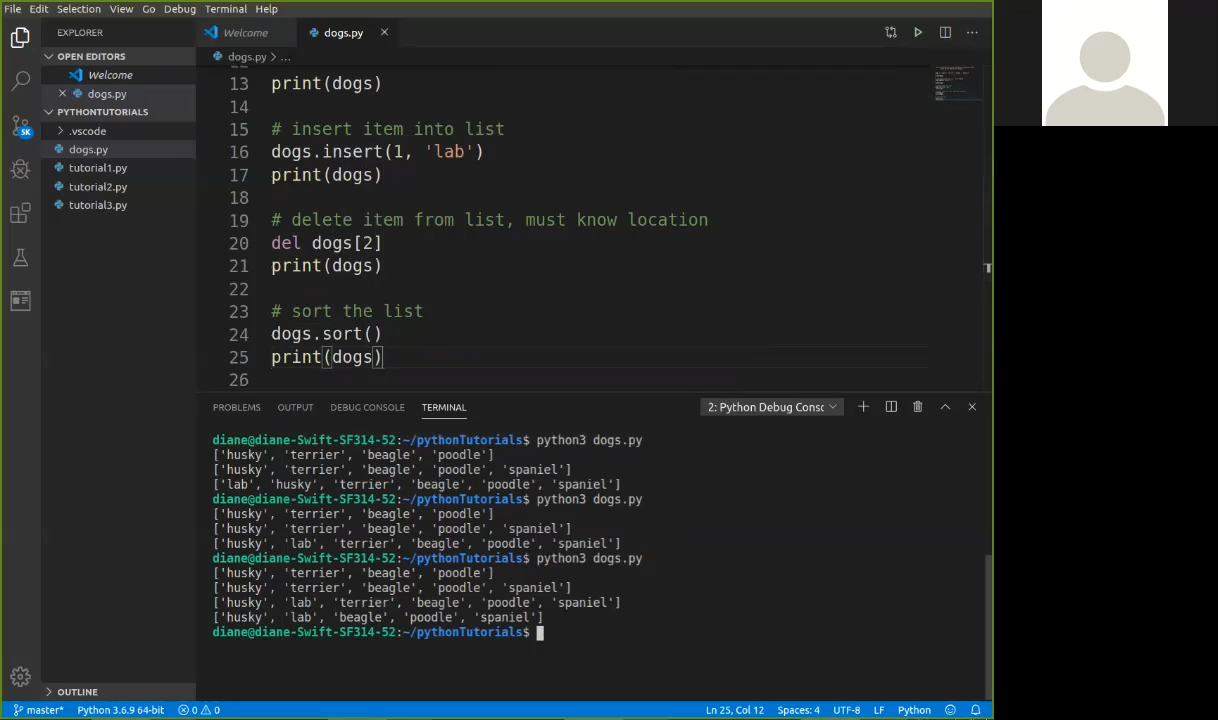 File Edit Selection View Go Debug Terminal Help
EXPLORER
OPEN EDITORS
Welcome
dogs.py
PYTHONTUTORIALS
.vscode
dogs.py
tutorial1.py
tutorial2.py
tutorial3.py
OUTLINE
5K
Welcome
dogs.py
dogs.py > ...
13 print(dogs)
14
15 # insert item into list
16 dogs.insert(1, 'lab')
17 print(dogs)
18
19 # delete item from list, must know location
20 del dogs[2]
21 print(dogs)
22
23 # sort the list
24 dogs.sort()
25 print(dogs)
26
PROBLEMS OUTPUT DEBUG CONSOLE TERMINAL 2: Python Debug Consc
diane@diane-Swift-SF314-52:~/pythonTutorials$ python3 dogs.py
['husky', 'terrier', 'beagle', 'poodle']
['husky', 'terrier', 'beagle', 'poodle', 'spaniel']
['lab', 'husky', 'terrier', 'beagle', 'poodle', 'spaniel']
diane@diane-Swift-SF314-52:~/pythonTutorials$ python3 dogs.py
['husky', 'terrier', 'beagle', 'poodle']
['husky', 'terrier', 'beagle', 'poodle', 'spaniel']
['husky', 'lab', 'terrier', 'beagle', 'poodle', 'spaniel']
diane@diane-Swift-SF314-52:~/pythonTutorials$ python3 dogs.py
['husky', 'terrier', 'beagle', 'poodle']
['husky', 'terrier', 'beagle', 'poodle', 'spaniel']
['husky', 'lab', 'terrier', 'beagle', 'poodle', 'spaniel']
['husky', 'lab', 'beagle', 'poodle', 'spaniel']
diane@diane-Swift-SF314-52:~/pythonTutorials$
master* Python 3.6.9 64-bit 0 0 Ln 25, Col 12 Spaces: 4 UTF-8 LF Python